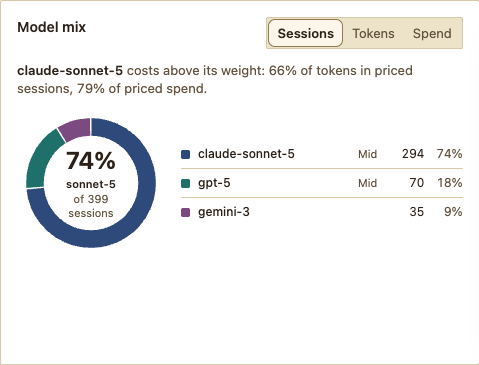 Model mix
Sessions Tokens Spend
claude-sonnet-5 costs above its weight: 66% of tokens in priced
sessions, 79% of priced spend.
74%
sonnet-5
of 399
sessions
claude-sonnet-5 Mid 294 74%
gpt-5 Mid 70 18%
gemini-3 35 9%